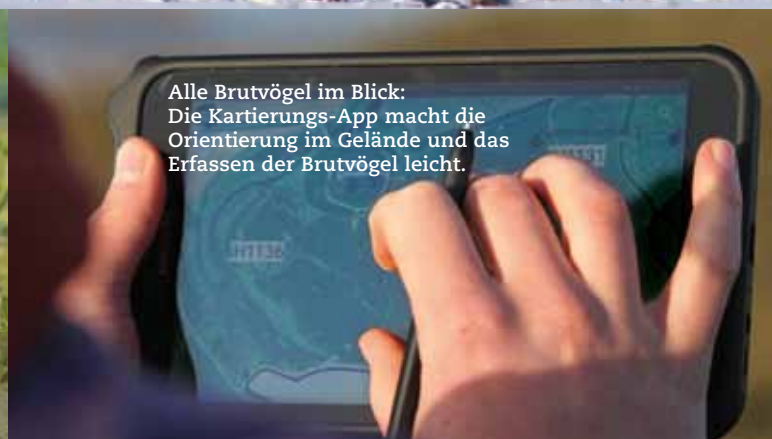 Alle Brutvögel im Blick:
Die Kartierungs-App macht die
Orientierung im Gelände und das
Erfassen der Brutvögel leicht.